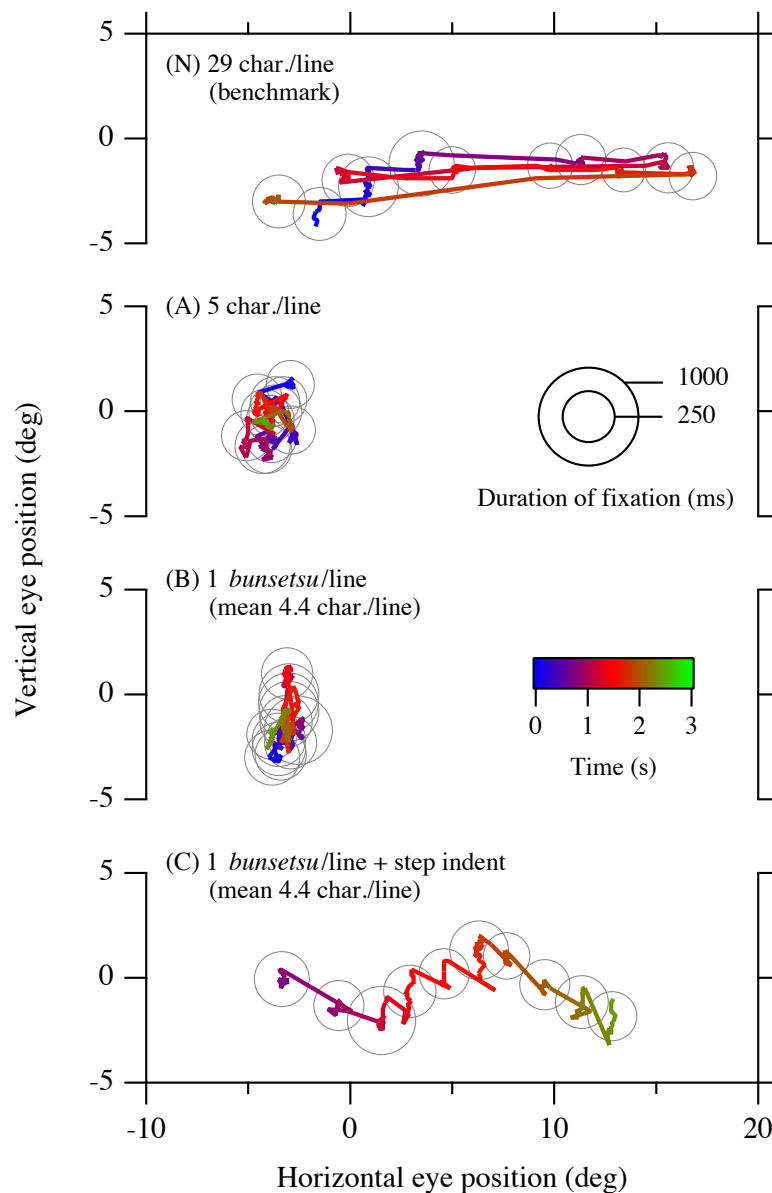 5
(N) 29 char./line
(benchmark)
0
-5
5
(A) 5 char./line
1000
0
250
Duration of fixation (ms)
-5
Vertical eye position (deg)
5
(B) 1 bunsetsu/line
(mean 4.4 char./line)
0
0 1 2 3
Time (s)
-5
5
(C) 1 bunsetsu/line + step indent
(mean 4.4 char./line)
0
-5
-10 0 10 20
Horizontal eye position (deg)